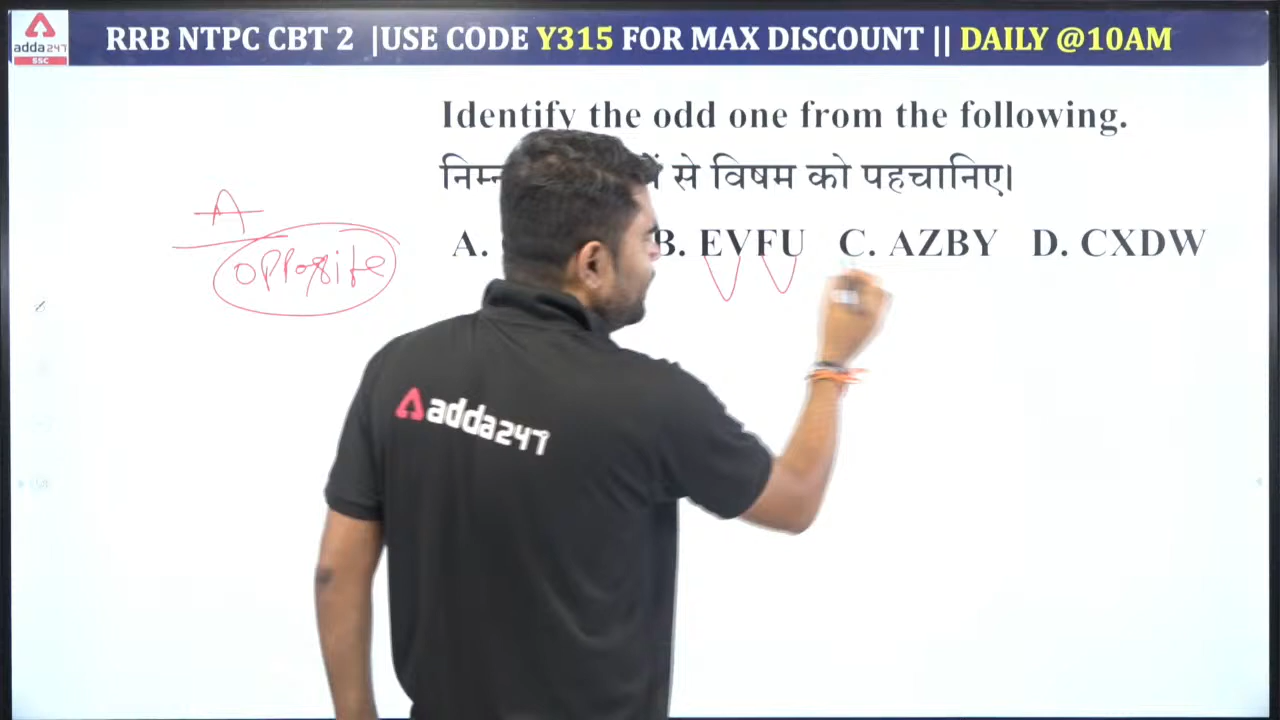 adda247
SSC
RRB NTPC CBT 2 |USE CODE Y315 FOR MAX DISCOUNT || DAILY @10AM
Identify the odd one from the following.
से विषम को पहचानिए।
A. B. EVFU C. AZBY D. CXDW
A
opposite
adda247